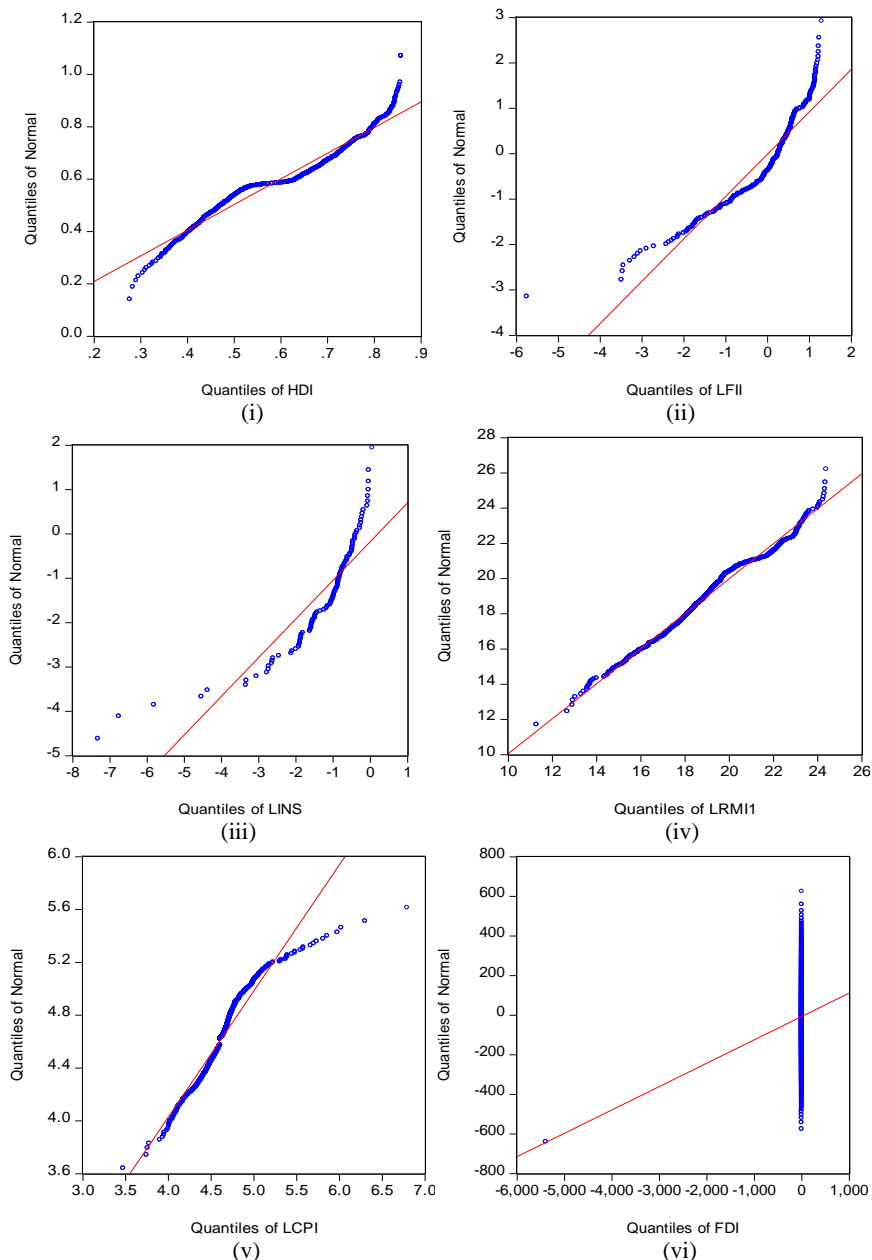 1.2
1.0
0.8
0.6
0.4
0.2
0.0
Quantiles of Normal
.2 .3 .4 .5 .6 .7 .8 .9
Quantiles of HDI
(i)
3
2
1
0
-1
-2
-3
-4
Quantiles of Normal
-6 -5 -4 -3 -2 -1 0 1 2
Quantiles of LFII
(ii)
2
1
0
-1
-2
-3
-4
-5
Quantiles of Normal
-8 -7 -6 -5 -4 -3 -2 -1 0 1
Quantiles of LINS
(iii)
28
26
24
22
20
18
16
14
12
10
Quantiles of Normal
10 12 14 16 18 20 22 24 26
Quantiles of LRMI1
(iv)
6.0
5.6
5.2
4.8
4.4
4.0
3.6
Quantiles of Normal
3.0 3.5 4.0 4.5 5.0 5.5 6.0 6.5 7.0
Quantiles of LCPI
(v)
800
600
400
200
0
-200
-400
-600
-800
Quantiles of Normal
-6,000 -5,000 -4,000 -3,000 -2,000 -1,000 0 1,000
Quantiles of FDI
(vi)